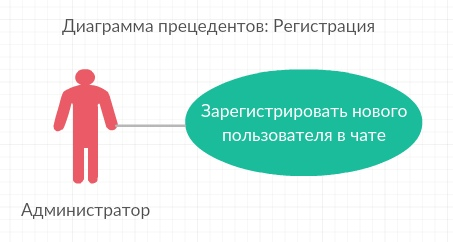 Диаграмма прецедентов: Регистрация
Зарегистрировать нового
пользователя в чате
Администратор